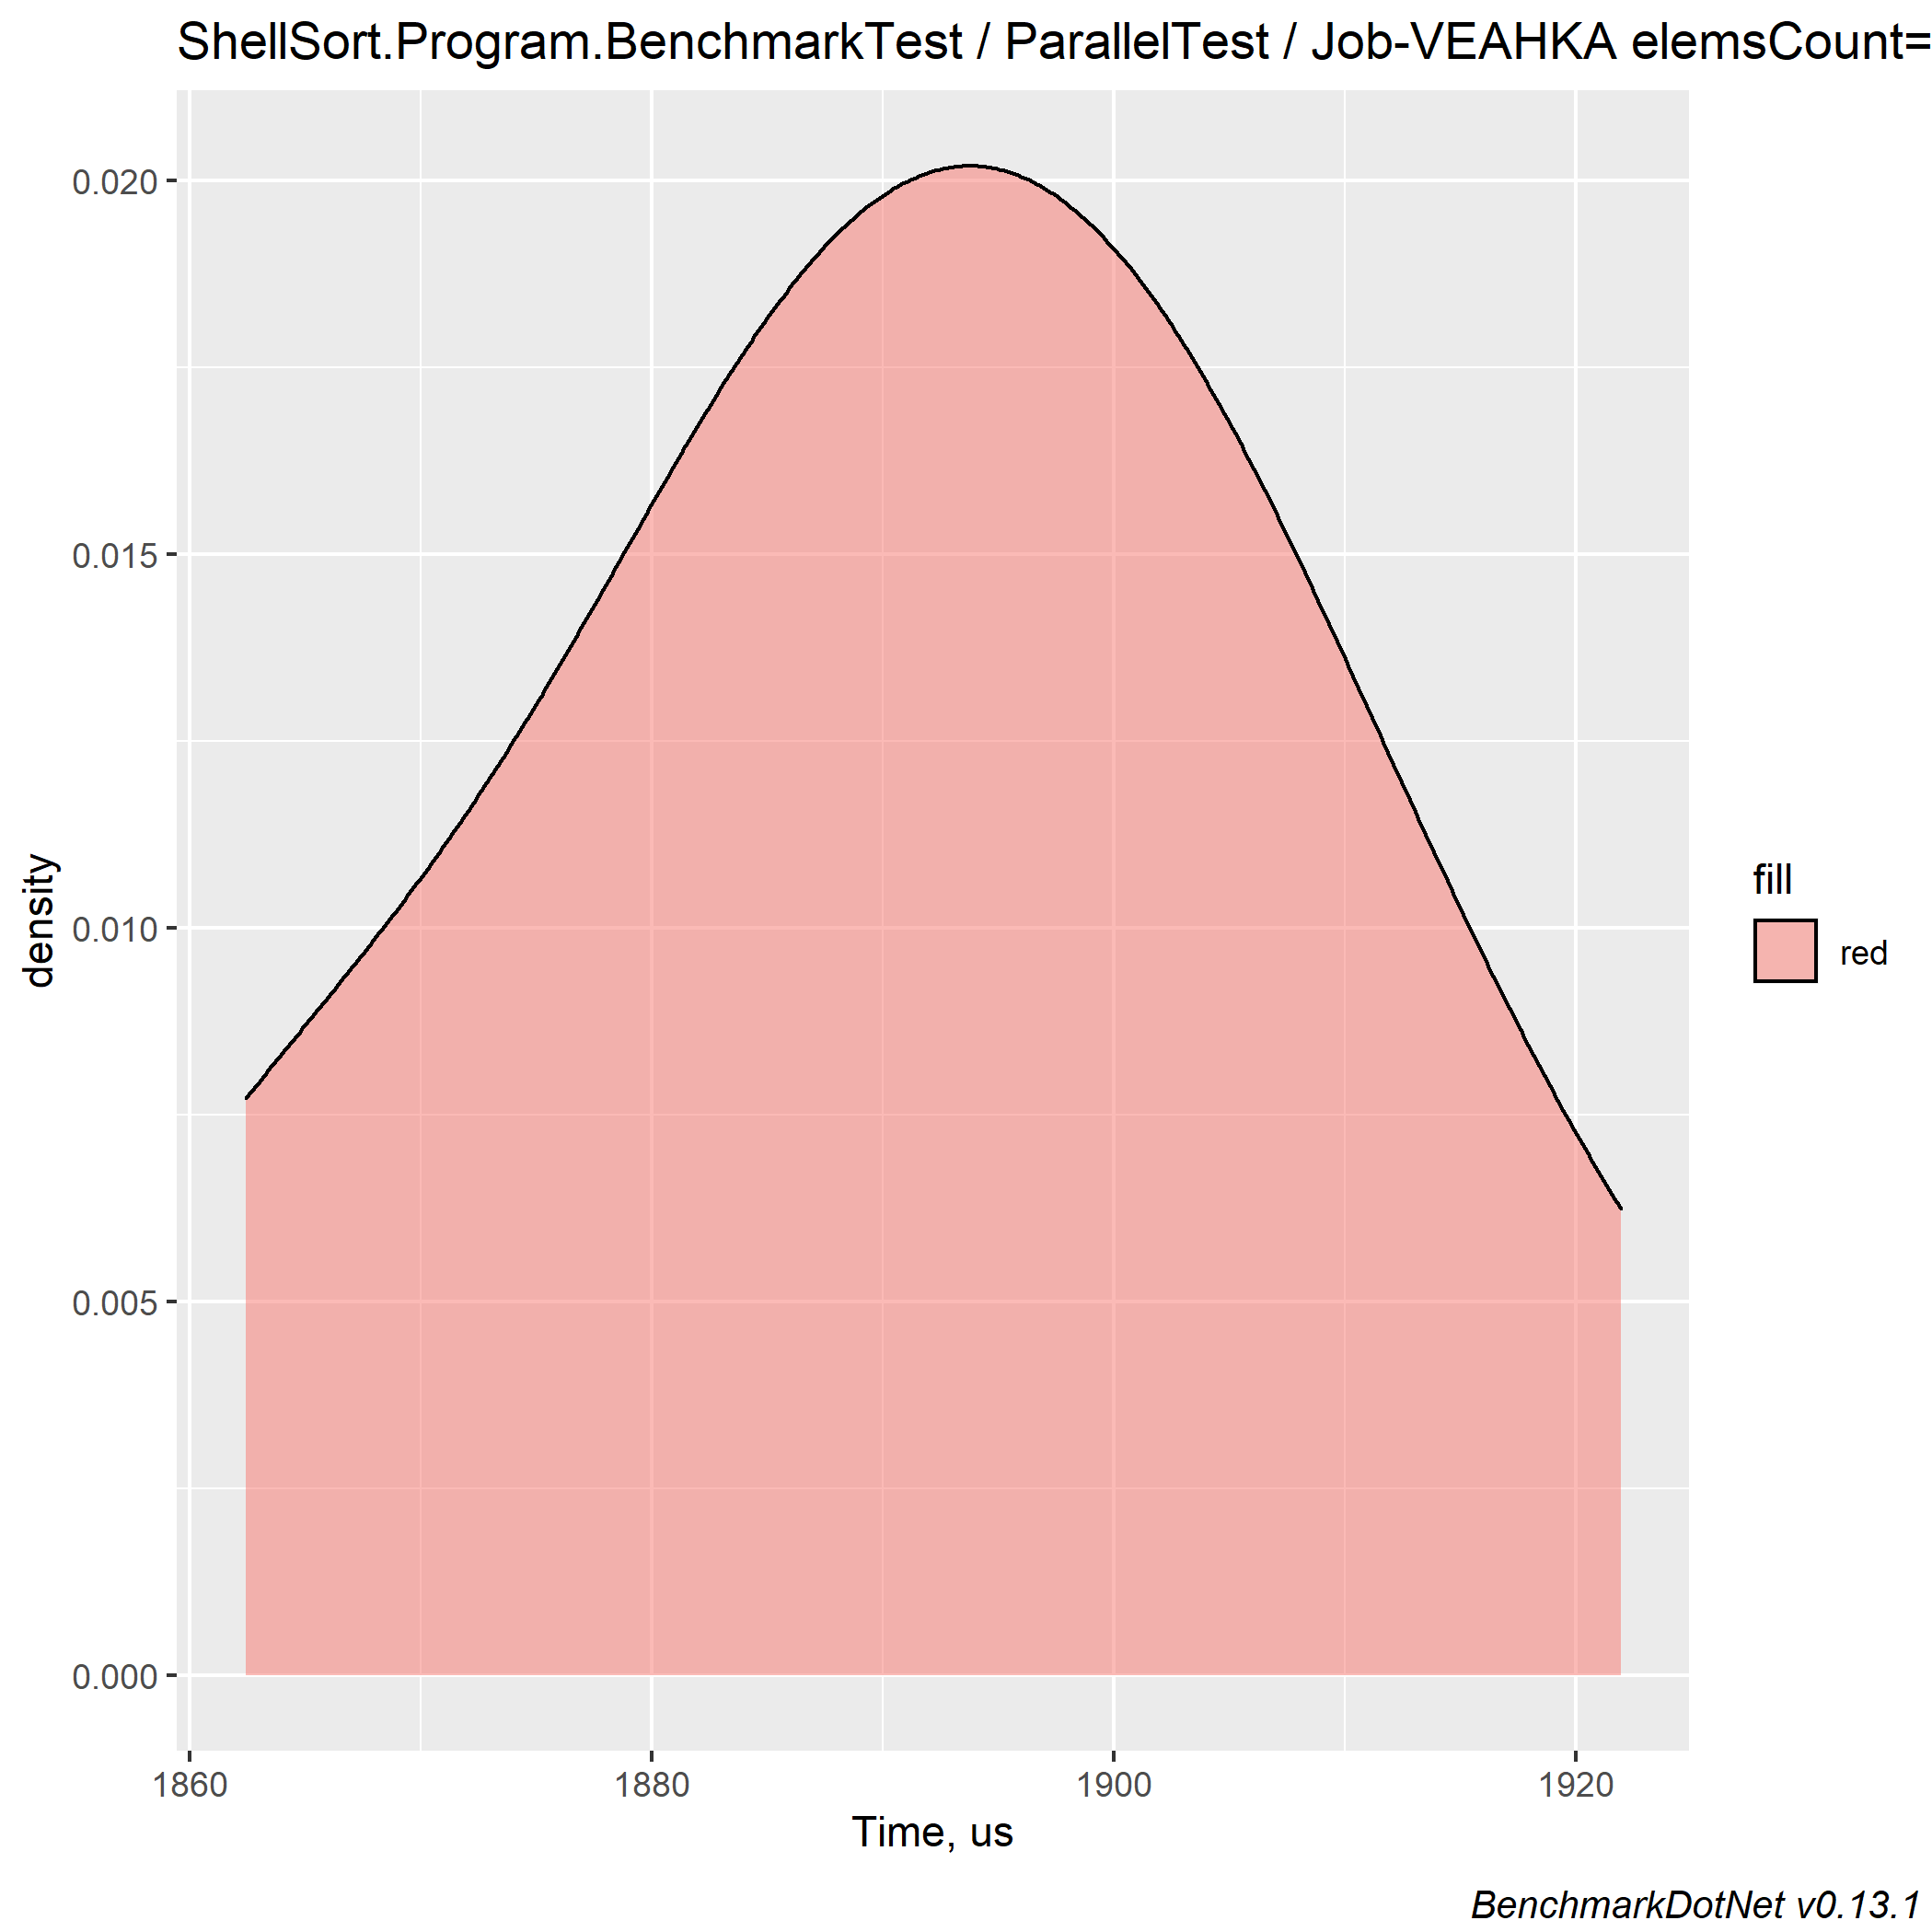 ShellSort.Program.BenchmarkTest / ParallelTest / Job-VEAHKA elemsCount=
0.020
0.015
0.010
0.005
0.000
density
1860 1880 1900 1920
Time, us
fill
red
BenchmarkDotNet v0.13.1